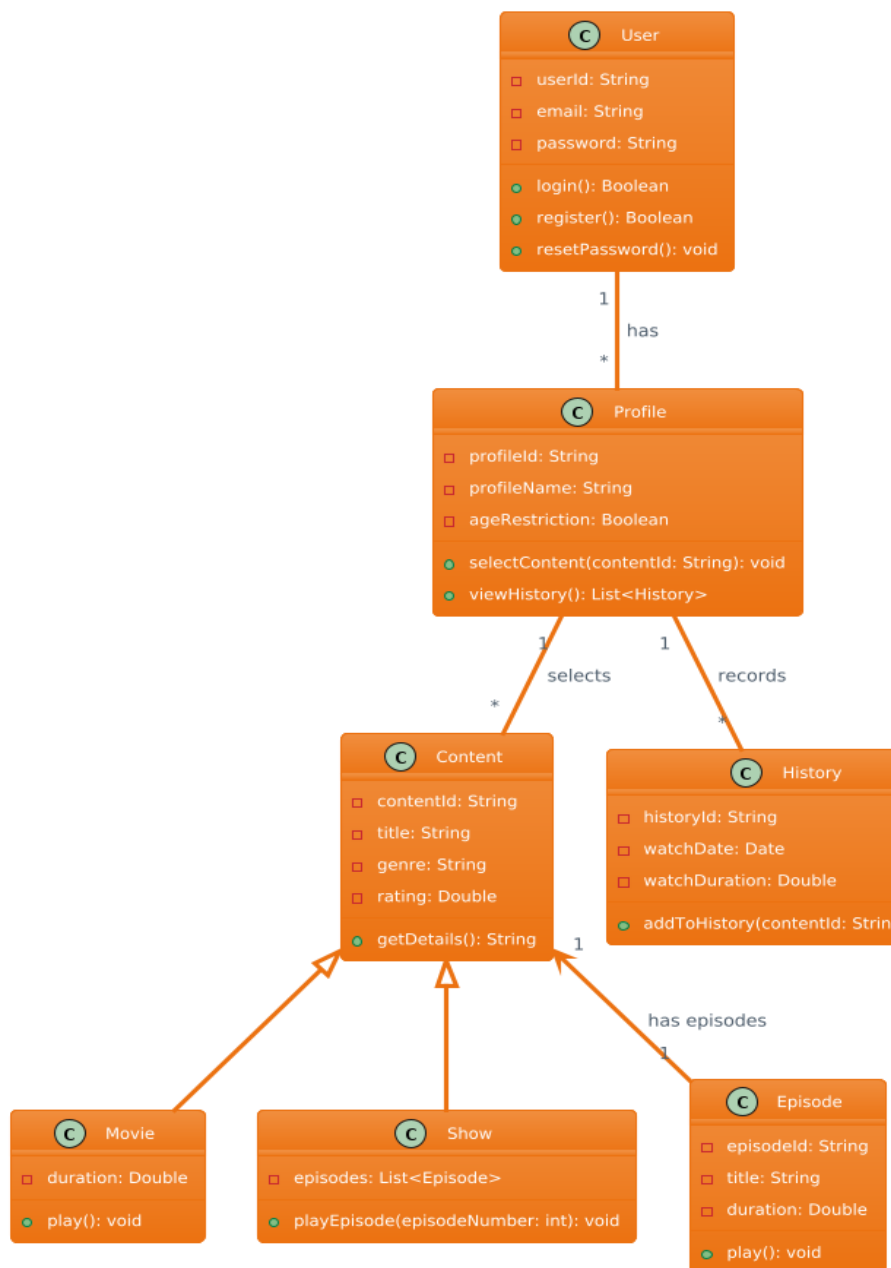 C User
userId: String
email: String
password: String
login(): Boolean
register(): Boolean
resetPassword(): void
1
has
*
C Profile
profileId: String
profileName: String
ageRestriction: Boolean
selectContent(contentId: String): void
viewHistory(): List<History>
1
1
selects
records
*
*
C Content
contentId: String
title: String
genre: String
rating: Double
getDetails(): String
C History
historyId: String
watchDate: Date
watchDuration: Double
addToHistory(contentId: Strin
1
has episodes
1
C Movie
duration: Double
play(): void
C Show
episodes: List<Episode>
playEpisode(episodeNumber: int): void
C Episode
episodeId: String
title: String
duration: Double
play(): void